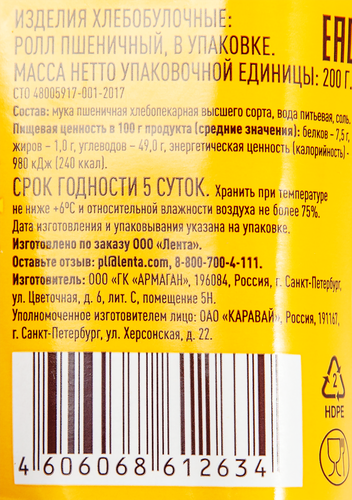 ИЗДЕЛИЯ ХЛЕБОБУЛОЧНЫЕ:
РОЛЛ ПШЕНИЧНЫЙ, В УПАКОВКЕ.
МАССА НЕТТО УПАКОВОЧНОЙ ЕДИНИЦЫ: 200 Г.
СТО 48005917-001-2017
Состав: мука пшеничная хлебопекарная высшего сорта, вода питьевая, соль.
Пищевая ценность в 100 г продукта (средние значения): белков - 7,5 г,
жиров - 1,0 г, углеводов - 49,0 г, энергетическая ценность (калорийность) -
980 кДж (240 ккал).
СРОК ГОДНОСТИ 5 СУТОК. Хранить при температуре
не ниже +6°С и относительной влажности воздуха не более 75%.
Дата изготовления и упаковывания указана на упаковке.
Изготовлено по заказу ООО «Лента».
Оставьте отзыв: pl@lenta.com, 8-800-700-4-111.
Изготовитель: ООО «ГК «АРМАГАН», 196084, Россия, г. Санкт-Петербург,
ул. Цветочная, д. 6, лит. С, помещение 5Н.
Уполномоченное изготовителем лицо: ОАО «КАРАВАЙ», Россия, 191167,
г. Санкт-Петербург, ул. Херсонская, д. 22.
2
HDPE
4 606068 612634